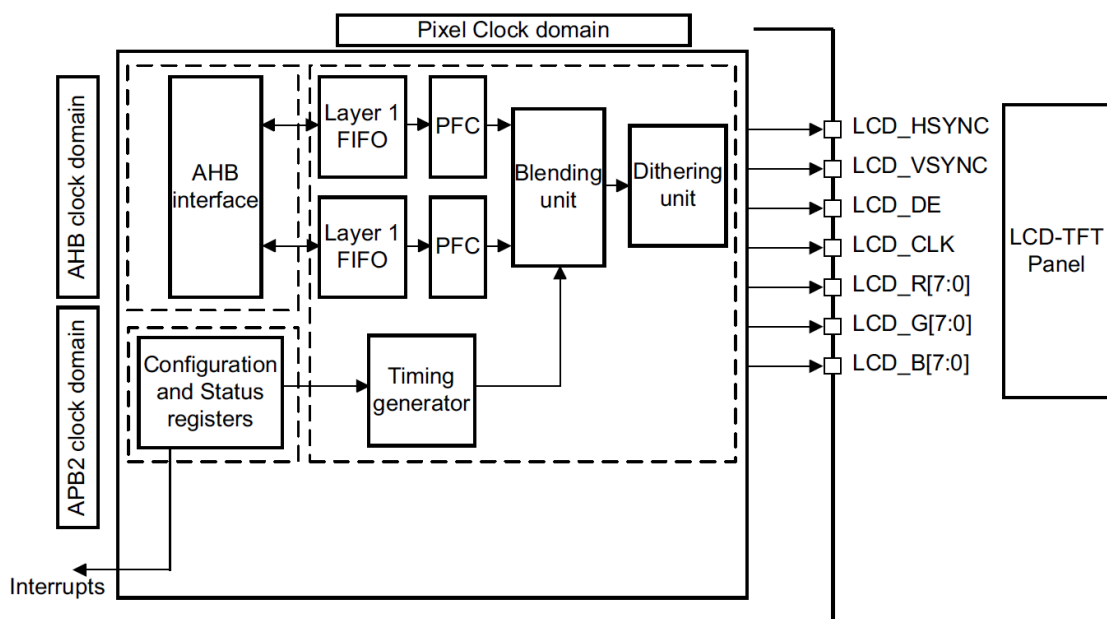 Pixel Clock domain
AHB clock domain
APB2 clock domain
AHB
interface
Layer 1
FIFO
PFC
Layer 1
FIFO
PFC
Blending
unit
Dithering
unit
Configuration
and Status
registers
Timing
generator
Interrupts
LCD_HSYNC
LCD_VSYNC
LCD_DE
LCD_CLK
LCD_R[7:0]
LCD_G[7:0]
LCD_B[7:0]
LCD-TFT
Panel